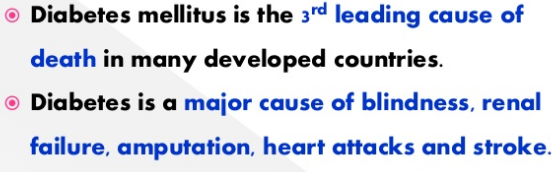 Diabetes mellitus is the 3rd leading cause of
death in many developed countries.
Diabetes is a major cause of blindness, renal
failure, amputation, heart attacks and stroke.